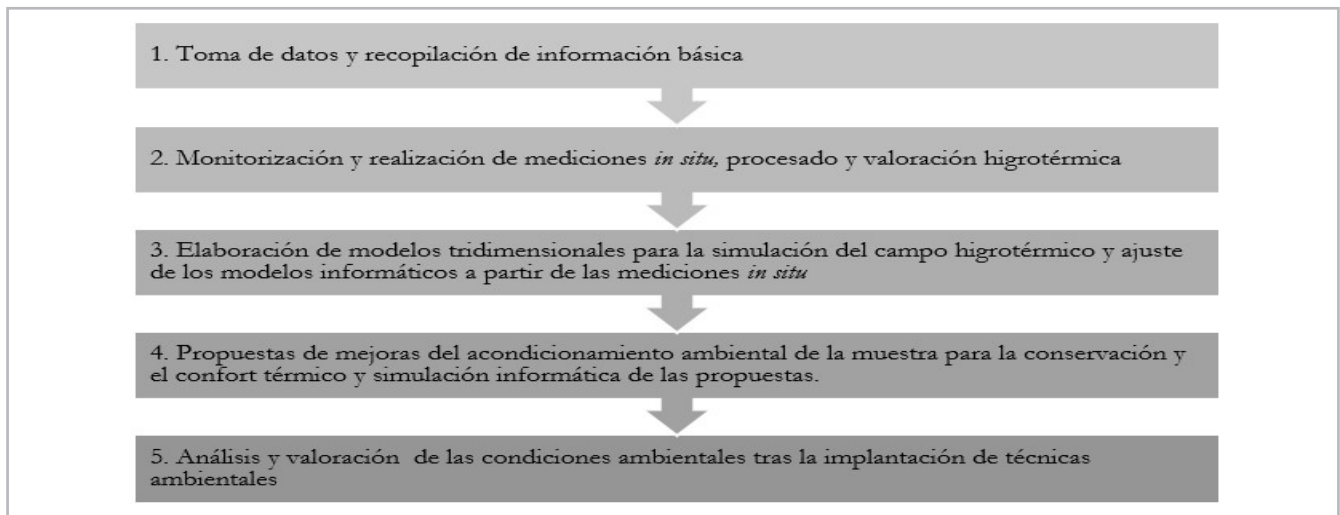 1. Toma de datos y recopilación de información básica
2. Monitorización y realización de mediciones in situ, procesado y valoración higrotérmica
3. Elaboración de modelos tridimensionales para la simulación del campo higrotérmico y ajuste
de los modelos informáticos a partir de las mediciones in situ
4. Propuestas de mejoras del acondicionamiento ambiental de la muestra para la conservación y
el confort térmico y simulación informática de las propuestas.
5. Análisis y valoración de las condiciones ambientales tras la implantación de técnicas
ambientales